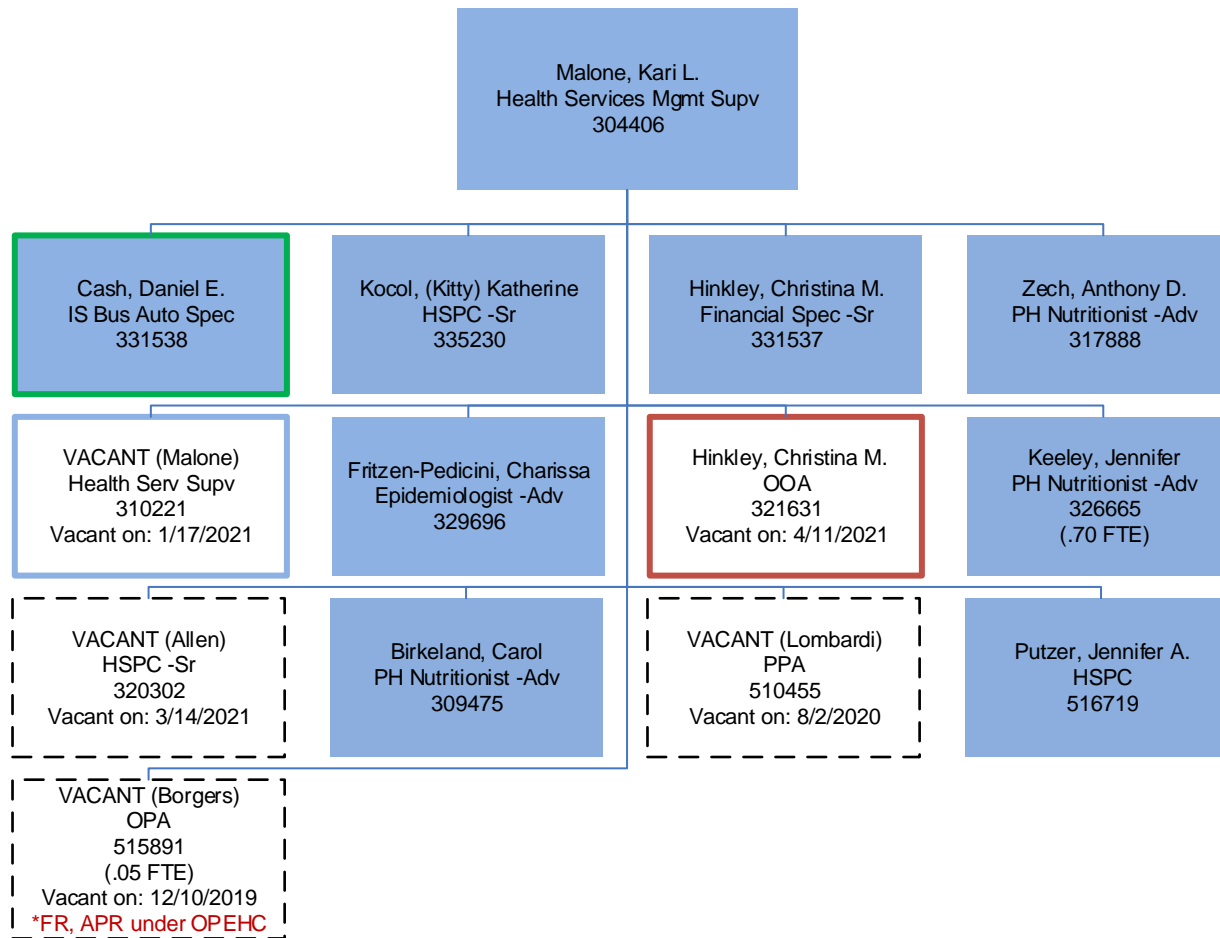 Malone, Kari L.
Health Services Mgmt Supv
304406
Cash, Daniel E.
IS Bus Auto Spec
331538
Kocol, (Kitty) Katherine
HSPC -Sr
335230
Hinkley, Christina M.
Financial Spec -Sr
331537
Zech, Anthony D.
PH Nutritionist -Adv
317888
VACANT (Malone)
Health Serv Supv
310221
Vacant on: 1/17/2021
Fritzen-Pedicini, Charissa
Epidemiologist -Adv
329696
Hinkley, Christina M.
OOA
321631
Vacant on: 4/11/2021
Keeley, Jennifer
PH Nutritionist -Adv
326665
(.70 FTE)
VACANT (Allen)
HSPC -Sr
320302
Vacant on: 3/14/2021
Birkeland, Carol
PH Nutritionist -Adv
309475
VACANT (Lombardi)
PPA
510455
Vacant on: 8/2/2020
Putzer, Jennifer A.
HSPC
516719
VACANT (Borgers)
OPA
515891
(.05 FTE)
Vacant on: 12/10/2019
*FR, APR under OPEHC